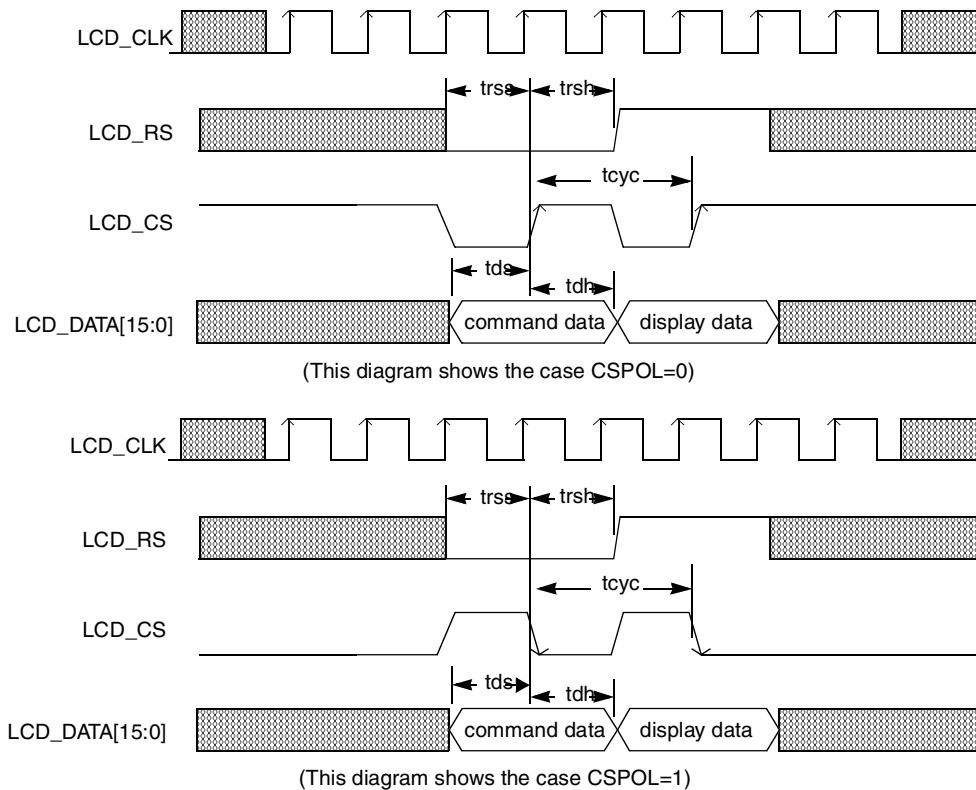 LCD_CLK
trss
trsh
LCD_RS
tcyc
LCD_CS
tds
tdh
LCD_DATA[15:0]
command data
display data
(This diagram shows the case CSPOL=0)
LCD_CLK
trss
trsh
LCD_RS
tcyc
LCD_CS
tds
tdh
LCD_DATA[15:0]
command data
display data
(This diagram shows the case CSPOL=1)